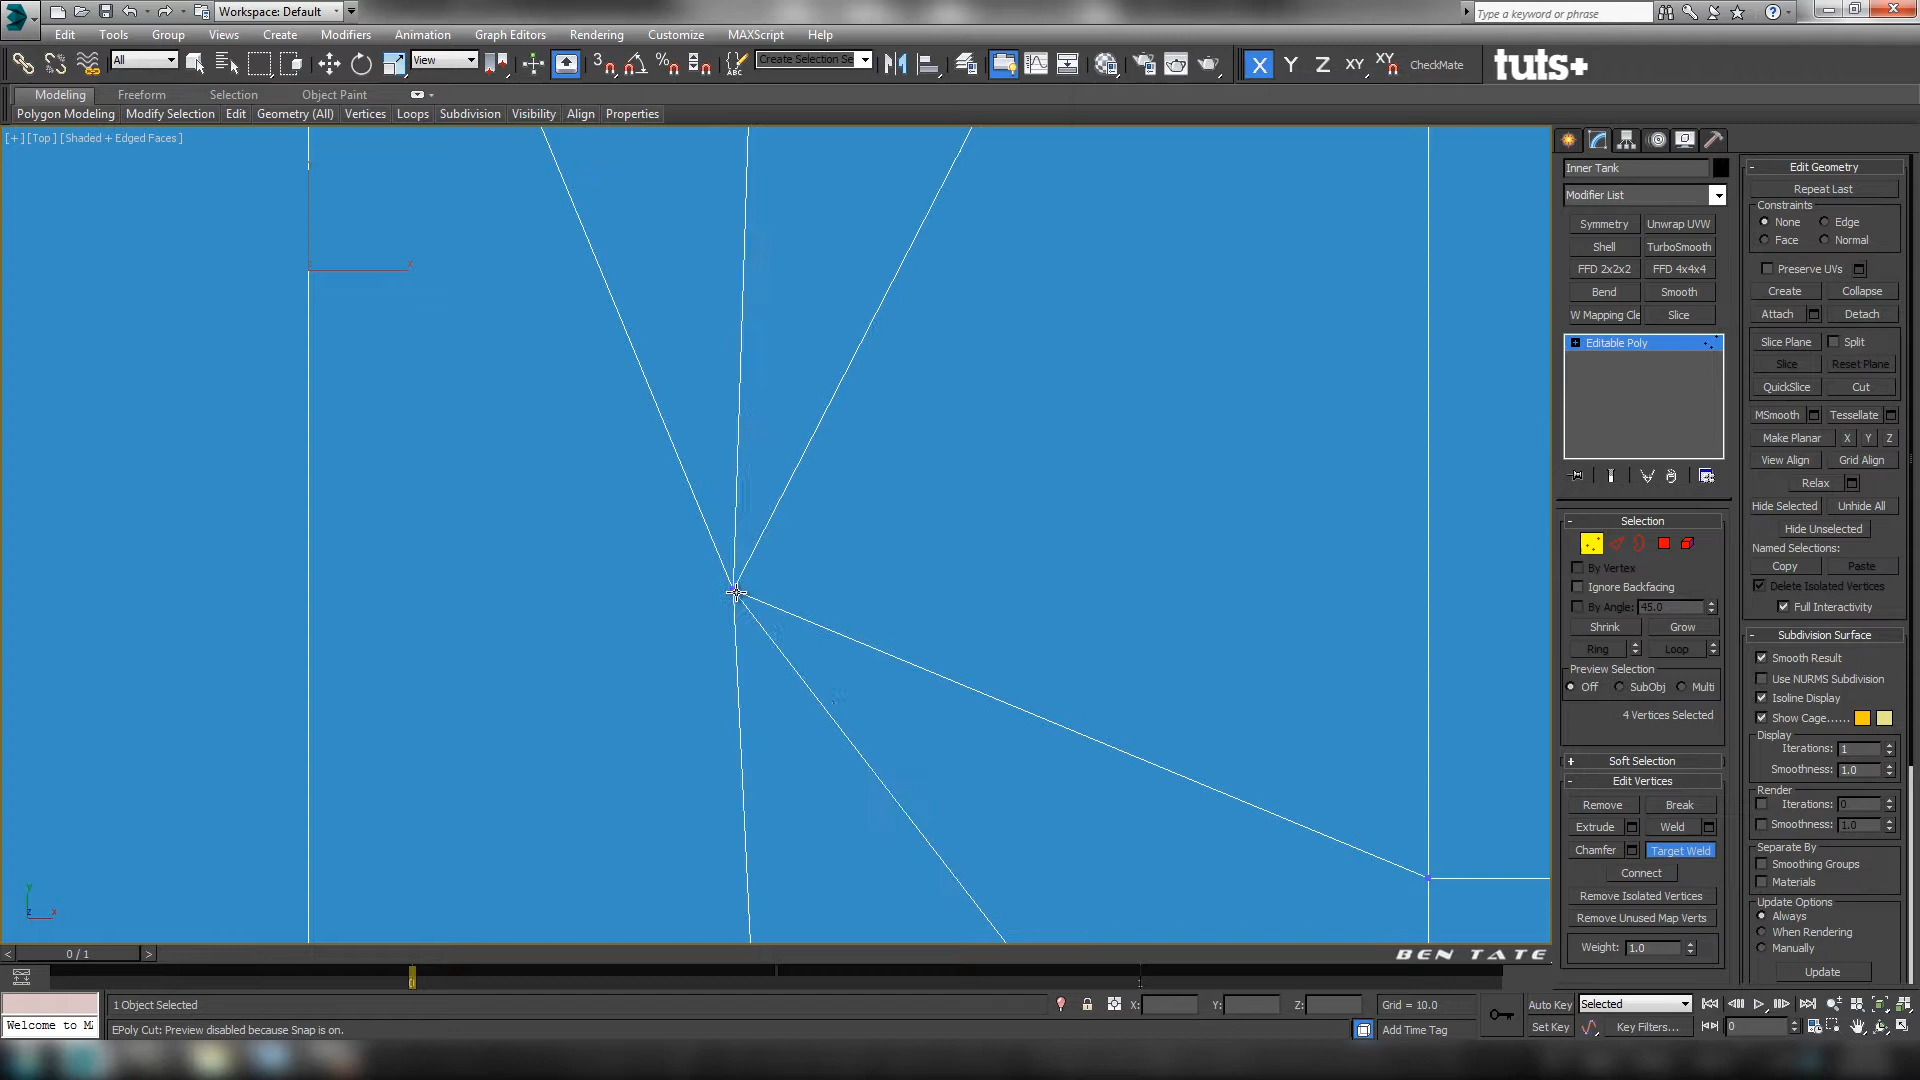 Workspace: Default
Type a keyword or phrase
Edit Tools Group Views Create Modifiers Animation Graph Editors Rendering Customize MAXScript Help
All View Create Selection Se X Y Z XY XY CheckMate tuts+
Modeling Freeform Selection Object Paint
Polygon Modeling Modify Selection Edit Geometry (All) Vertices Loops Subdivision Visibility Align Properties
[+] [Top] [Shaded + Edged Faces]
Inner Tank
Modifier List
Symmetry Unwrap UVW
Shell TurboSmooth
FFD 2x2x2 FFD 4x4x4
Bend Smooth
W Mapping Cle Slice
Editable Poly
Selection
By Vertex
Ignore Backfacing
By Angle: 45.0
Shrink Grow
Ring Loop
Preview Selection
Off SubObj Multi
4 Vertices Selected
Soft Selection
Edit Vertices
Remove Break
Extrude Weld
Chamfer Target Weld
Connect
Remove Isolated Vertices
Remove Unused Map Verts
Weight: 1.0
Edit Geometry
Repeat Last
Constraints
None Edge
Face Normal
Preserve UVs
Create Collapse
Attach Detach
Slice Plane Split
Slice Reset Plane
QuickSlice Cut
MSmooth Tessellate
Make Planar X Y Z
View Align Grid Align
Relax
Hide Selected Unhide All
Hide Unselected
Named Selections:
Copy Paste
Delete Isolated Vertices
Full Interactivity
Subdivision Surface
Smooth Result
Use NURMS Subdivision
Isoline Display
Show Cage......
Display
Iterations: 1
Smoothness: 1.0
Render
Iterations: 0
Smoothness: 1.0
Separate By
Smoothing Groups
Materials
Update Options
Always
When Rendering
Manually
Update
x
y
z x
< 0 / 1 >
BEN TATE
0 1
1 Object Selected X: Y: Z: Grid = 10.0 Auto Key Selected
Welcome to M
EPoly Cut: Preview disabled because Snap is on. Add Time Tag Set Key Key Filters... 0